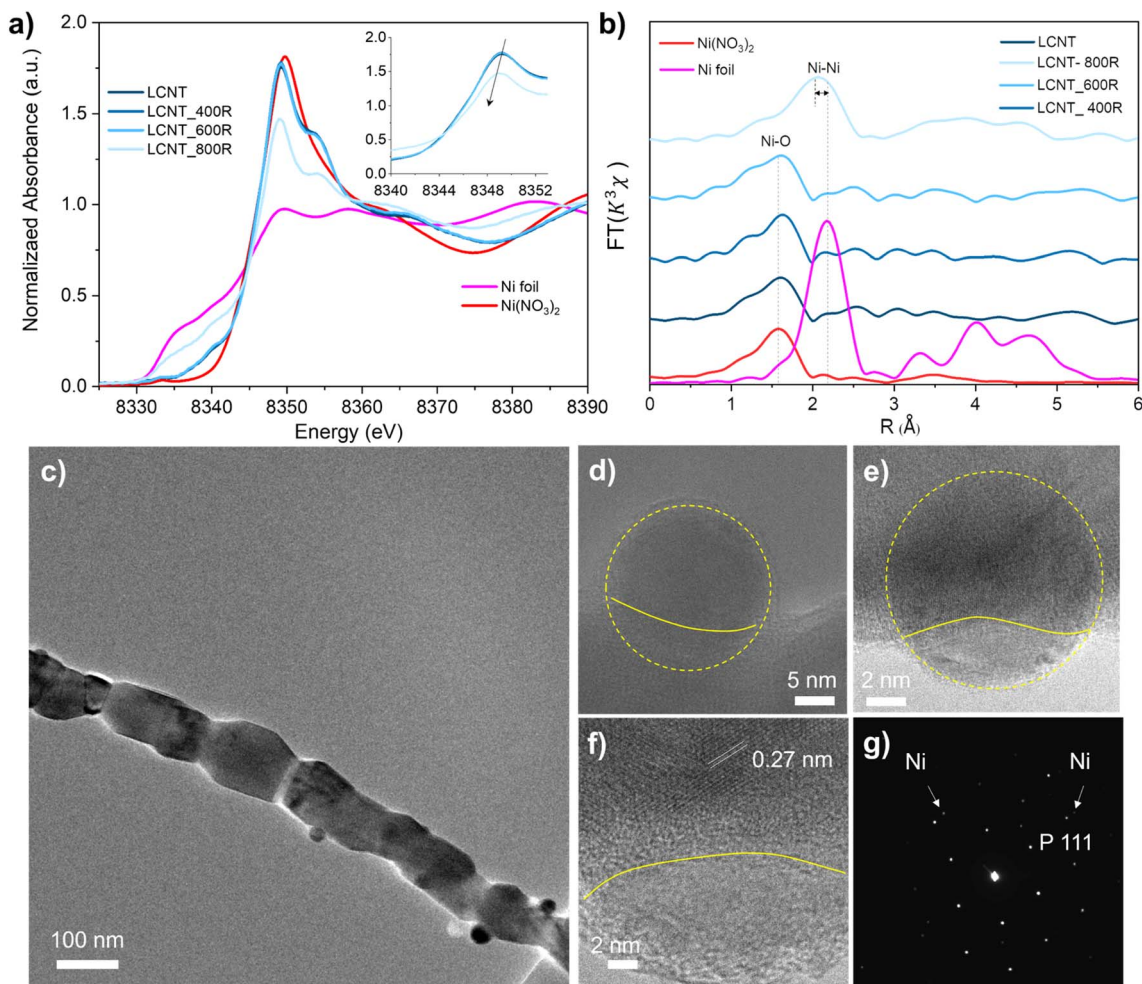 a)
2.0
1.5
1.0
0.5
0.0
Normalizaed Absorbance (a.u.)
LCNT
LCNT_400R
LCNT_600R
LCNT_800R
2.0
1.5
1.0
0.5
0.0
8340 8344 8348 8353
Ni foil
Ni(NO₃)₂
8330 8340 8350 8360 8375 8380 8390
Energy (eV)
b)
FT(K³χ)
Ni(NO₃)₂
Ni foil
Ni-Ni
LCNT
LCNT- 800R
LCNT_600R
LCNT_ 400R
Ni-O
0 1 2 3 4 5 6
R (Å)
c)
100 nm
d)
5 nm
e)
2 nm
f)
0.27 nm
2 nm
g)
Ni Ni
P 111